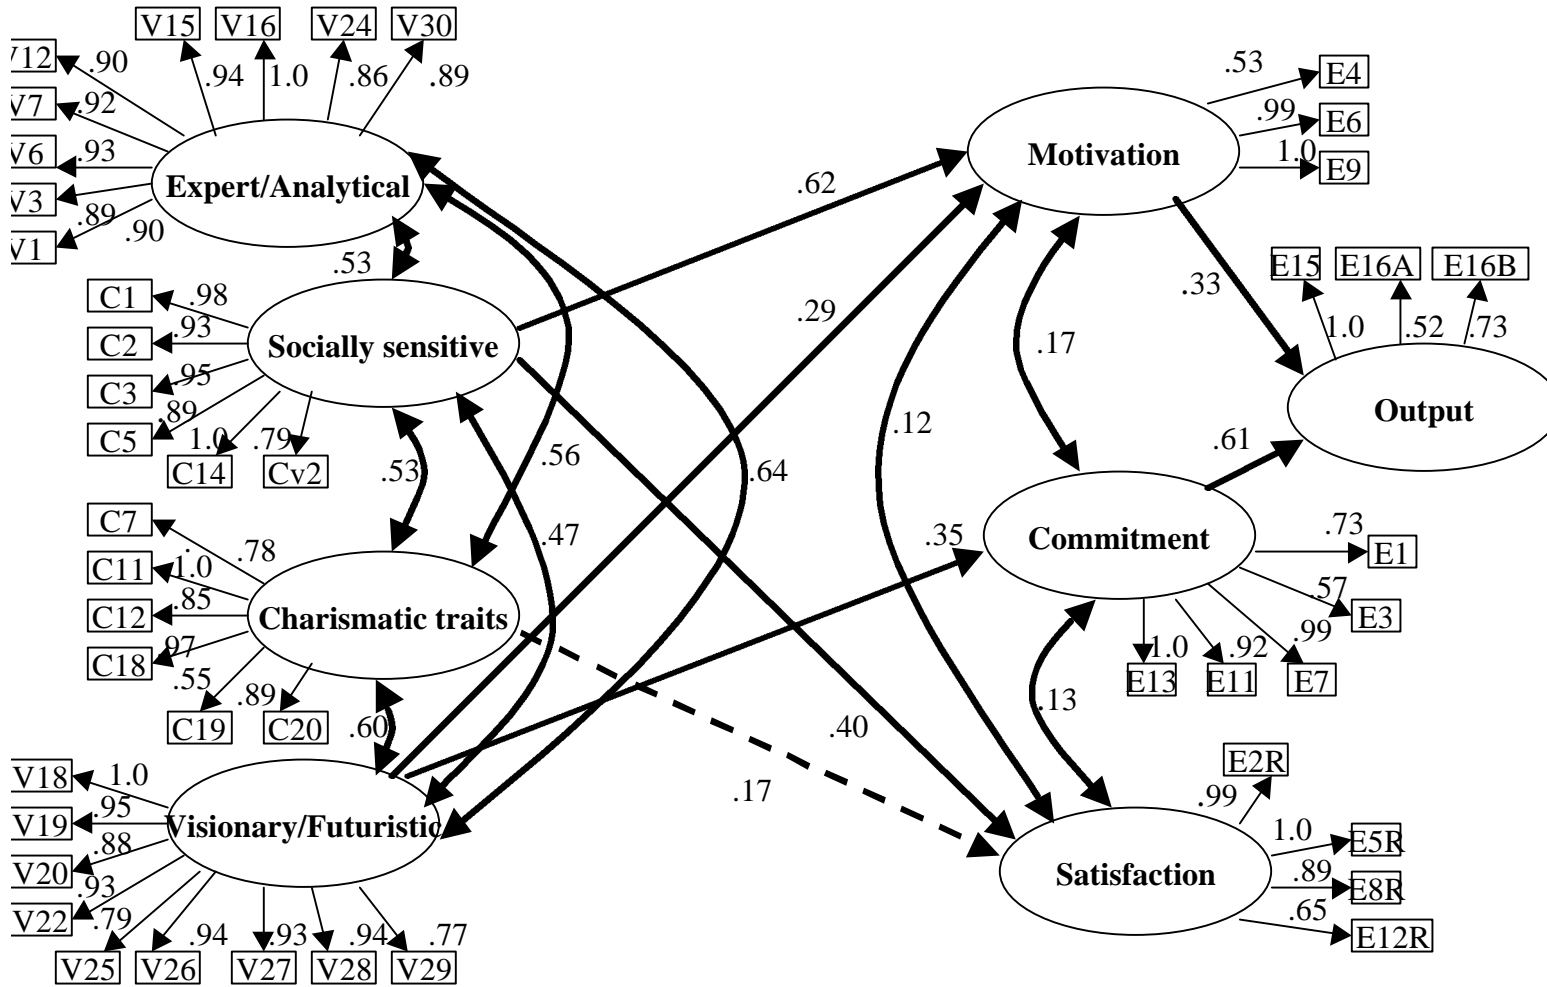 V15 V16 V24 V30
V12 .90 .94 1.0 .86 .89
V7 .92
V6 .93
V3 .89
V1 .90
Expert/Analytical
.53
C1 .98
C2 .93
C3 .95
C5 .89
1.0 .79
C14 Cv2
Socially sensitive
.53
C7 .78
C11 1.0
C12 .85
C18 .97
.55 .89
C19 C20
Charismatic traits
.60
V18 1.0
V19 .95
V20 .88
V22 .93
.79 .94 .93 .94 .77
V25 V26 V27 V28 V29
Visionary/Futuristic
.62
.29
.56
.64
.47
.12
.17
.35
.40
.17
.13
Motivation
.53 E4
.99 E6
1.0 E9
.33
E15 E16A E16B
1.0 .52 .73
Output
.61
Commitment
.73 E1
.57 E3
1.0 .92 .99
E13 E11 E7
Satisfaction
E2R
.99
1.0 E5R
.89 E8R
.65 E12R